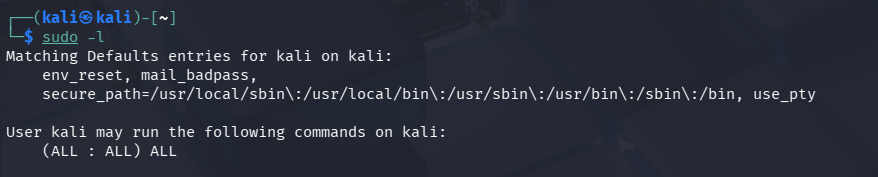 ┌──(kali㉿kali)-[~]
└─$ sudo -l
Matching Defaults entries for kali on kali:
    env_reset, mail_badpass,
    secure_path=/usr/local/sbin\:/usr/local/bin\:/usr/sbin\:/usr/bin\:/sbin\:/bin, use_pty

User kali may run the following commands on kali:
    (ALL : ALL) ALL